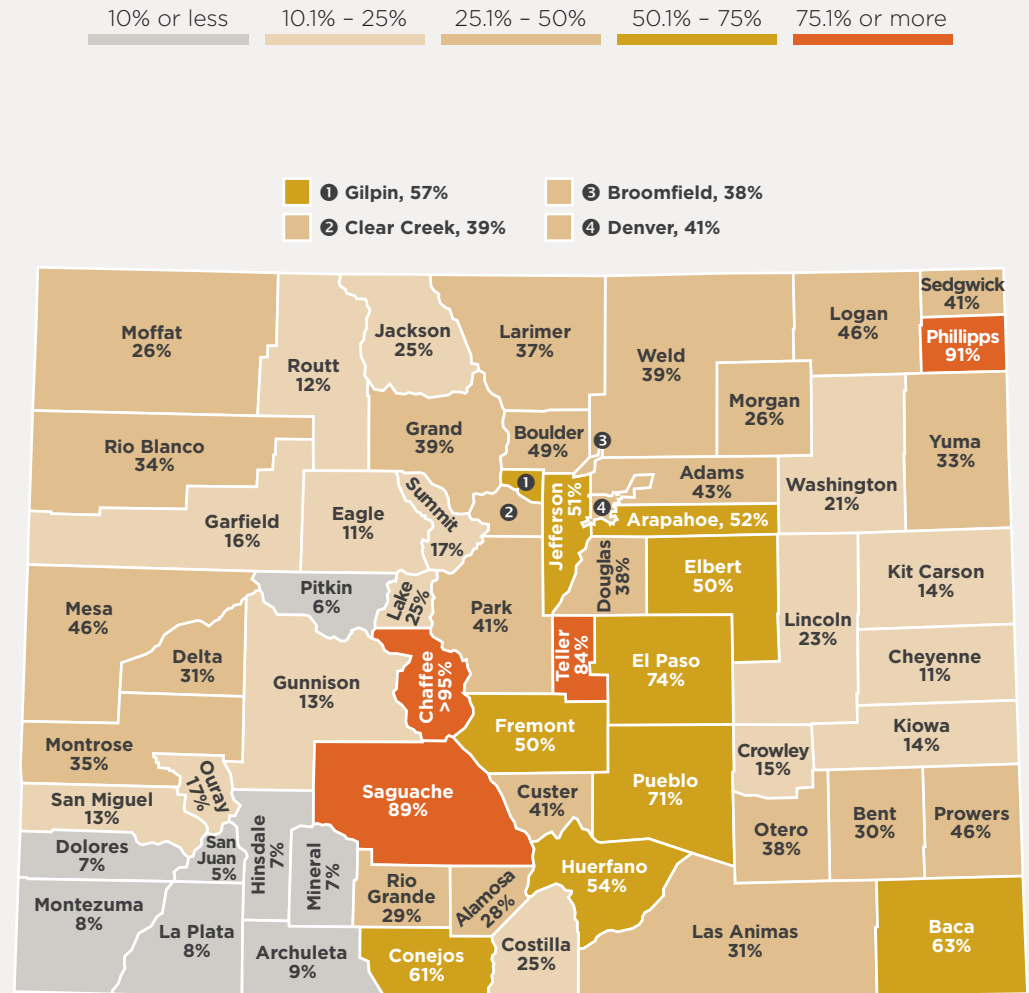 10% or less
10.1% – 25%
25.1% – 50%
50.1% – 75%
75.1% or more
❶ Gilpin, 57%
❸ Broomfield, 38%
❷ Clear Creek, 39%
❹ Denver, 41%
Moffat
26%
Routt
12%
Jackson
25%
Larimer
37%
Weld
39%
Logan
46%
Sedgwick
41%
Phillipps
91%
Morgan
26%
Rio Blanco
34%
Grand
39%
Boulder
49%
❸
Yuma
33%
Washington
21%
Adams
43%
Garfield
16%
Eagle
11%
Summit
17%
❶
❷
Jefferson
51%
❹
Arapahoe, 52%
Pitkin
6%
Lake
25%
Park
41%
Douglas
38%
Elbert
50%
Kit Carson
14%
Mesa
46%
Delta
31%
Gunnison
13%
Chaffee
>95%
Teller
84%
El Paso
74%
Lincoln
23%
Cheyenne
11%
Montrose
35%
Ouray
17%
Fremont
50%
Kiowa
14%
Crowley
15%
San Miguel
13%
Saguache
89%
Custer
41%
Pueblo
71%
Otero
38%
Bent
30%
Prowers
46%
Dolores
7%
San
Juan
5%
Hinsdale
7%
Mineral
7%
Rio
Grande
29%
Alamosa
28%
Huerfano
54%
Montezuma
8%
La Plata
8%
Archuleta
9%
Conejos
61%
Costilla
25%
Las Animas
31%
Baca
63%